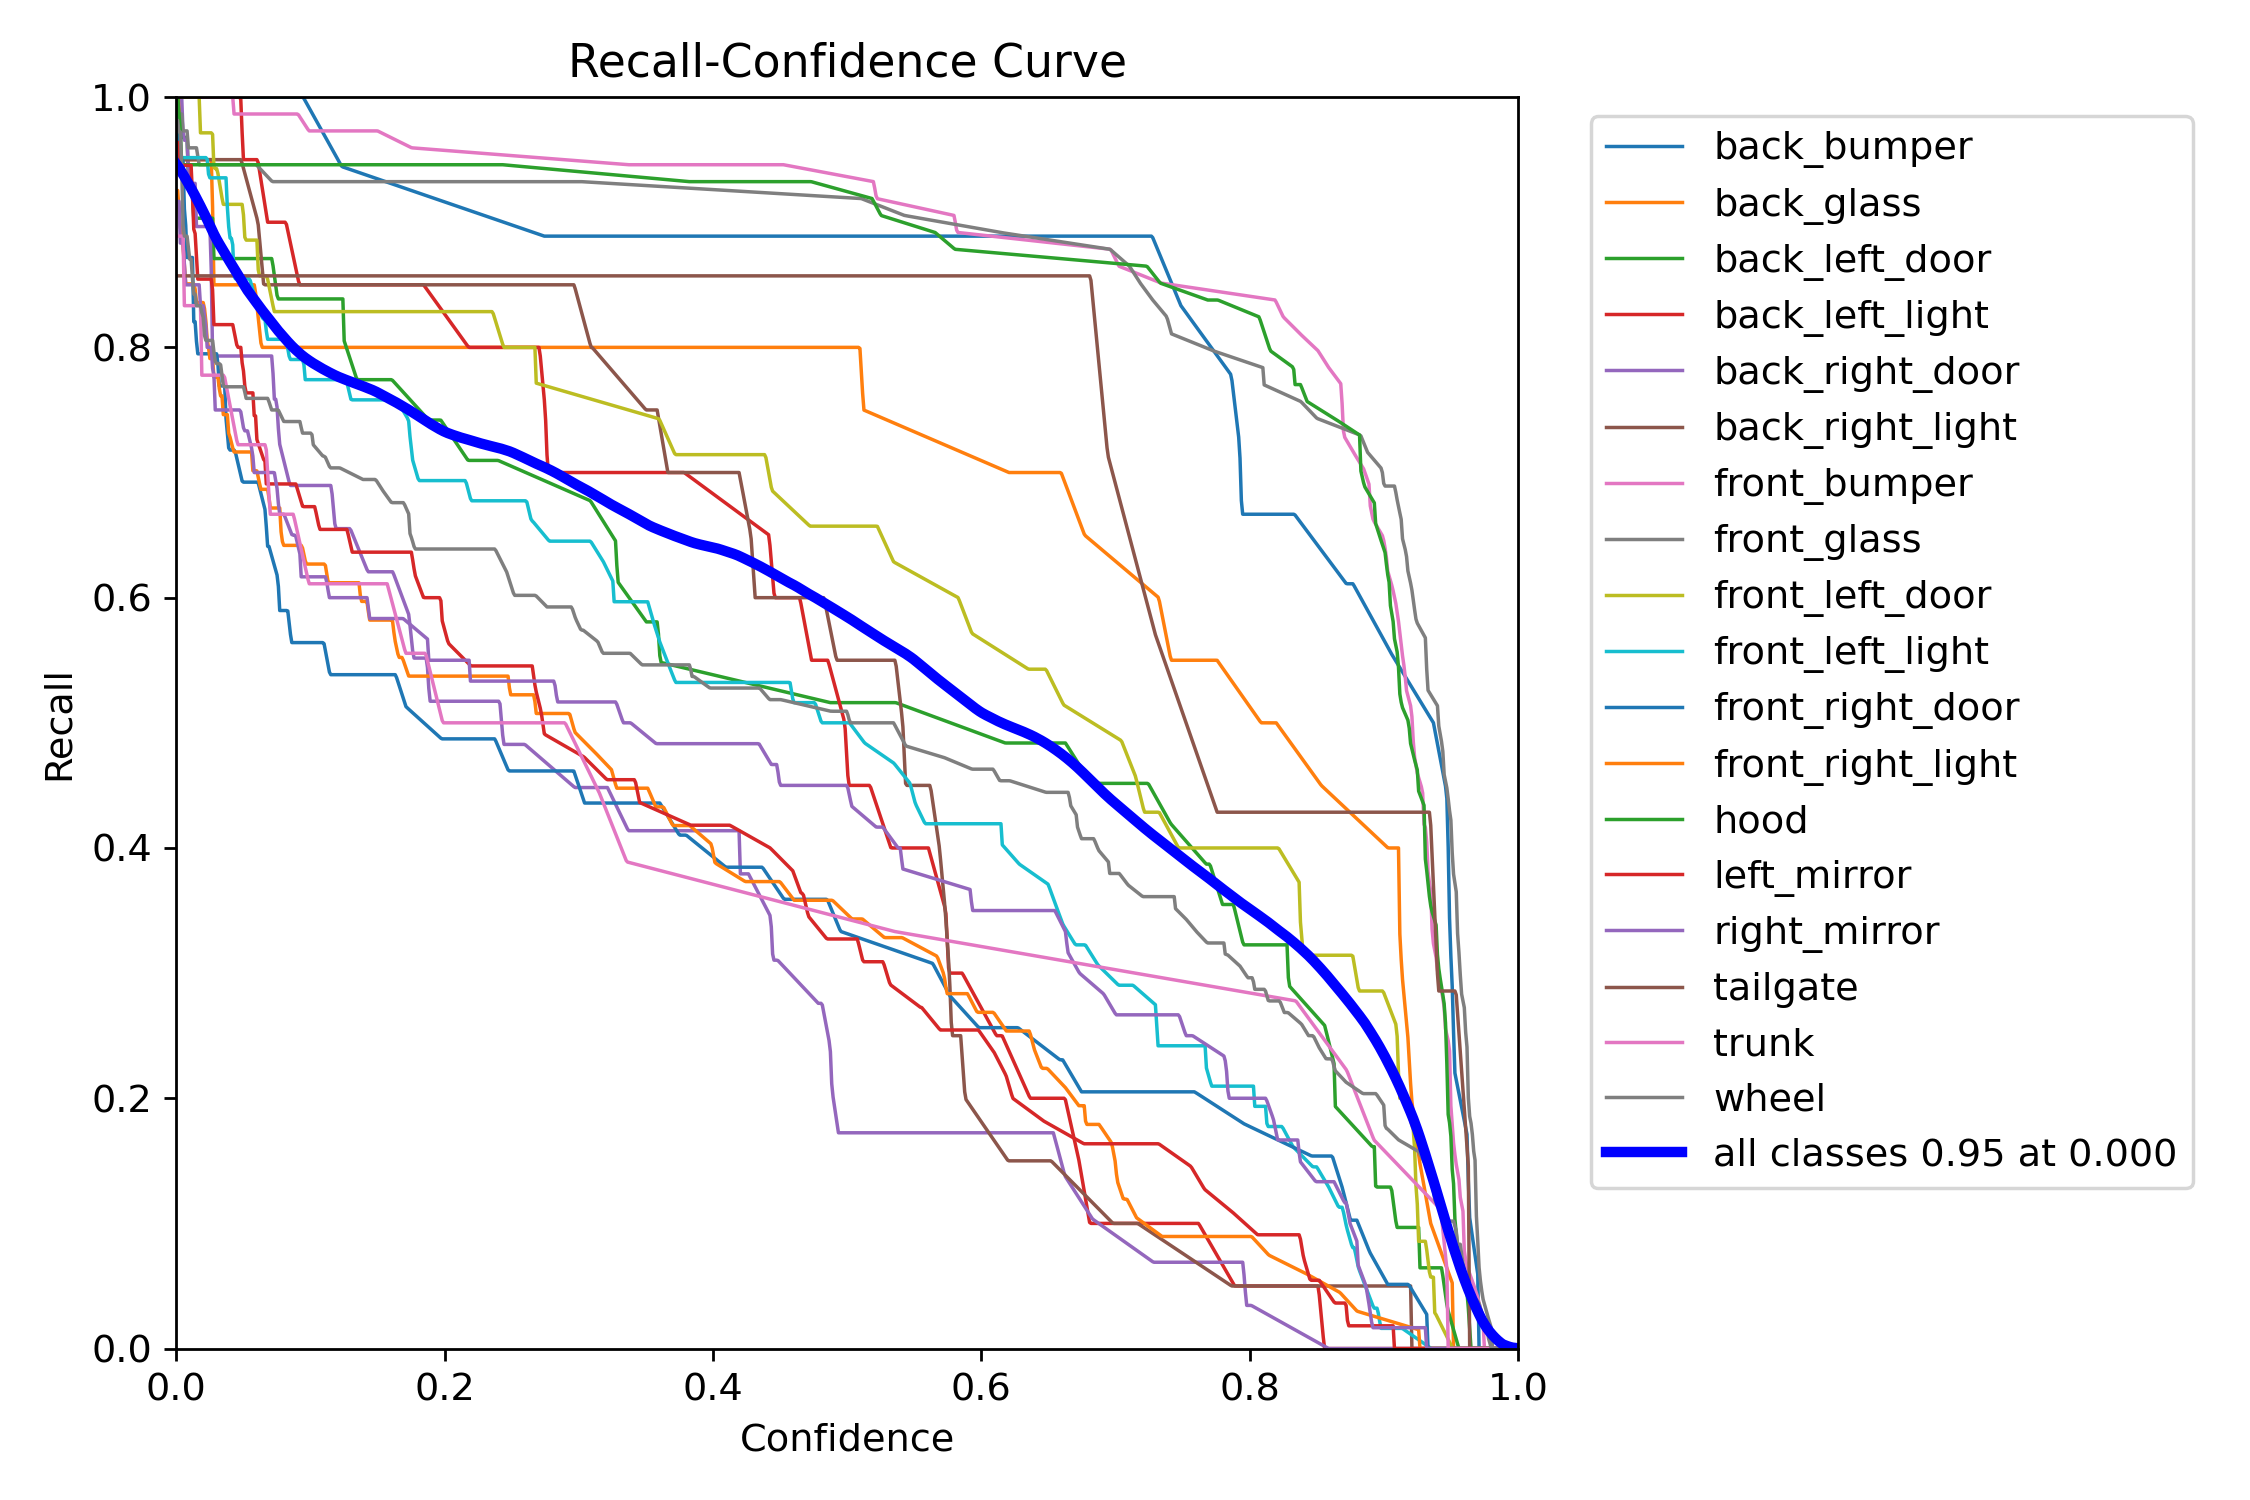 Recall-Confidence Curve
1.0
0.8
0.6
0.4
0.2
0.0
Recall
0.0 0.2 0.4 0.6 0.8 1.0
Confidence
back_bumper
back_glass
back_left_door
back_left_light
back_right_door
back_right_light
front_bumper
front_glass
front_left_door
front_left_light
front_right_door
front_right_light
hood
left_mirror
right_mirror
tailgate
trunk
wheel
all classes 0.95 at 0.000